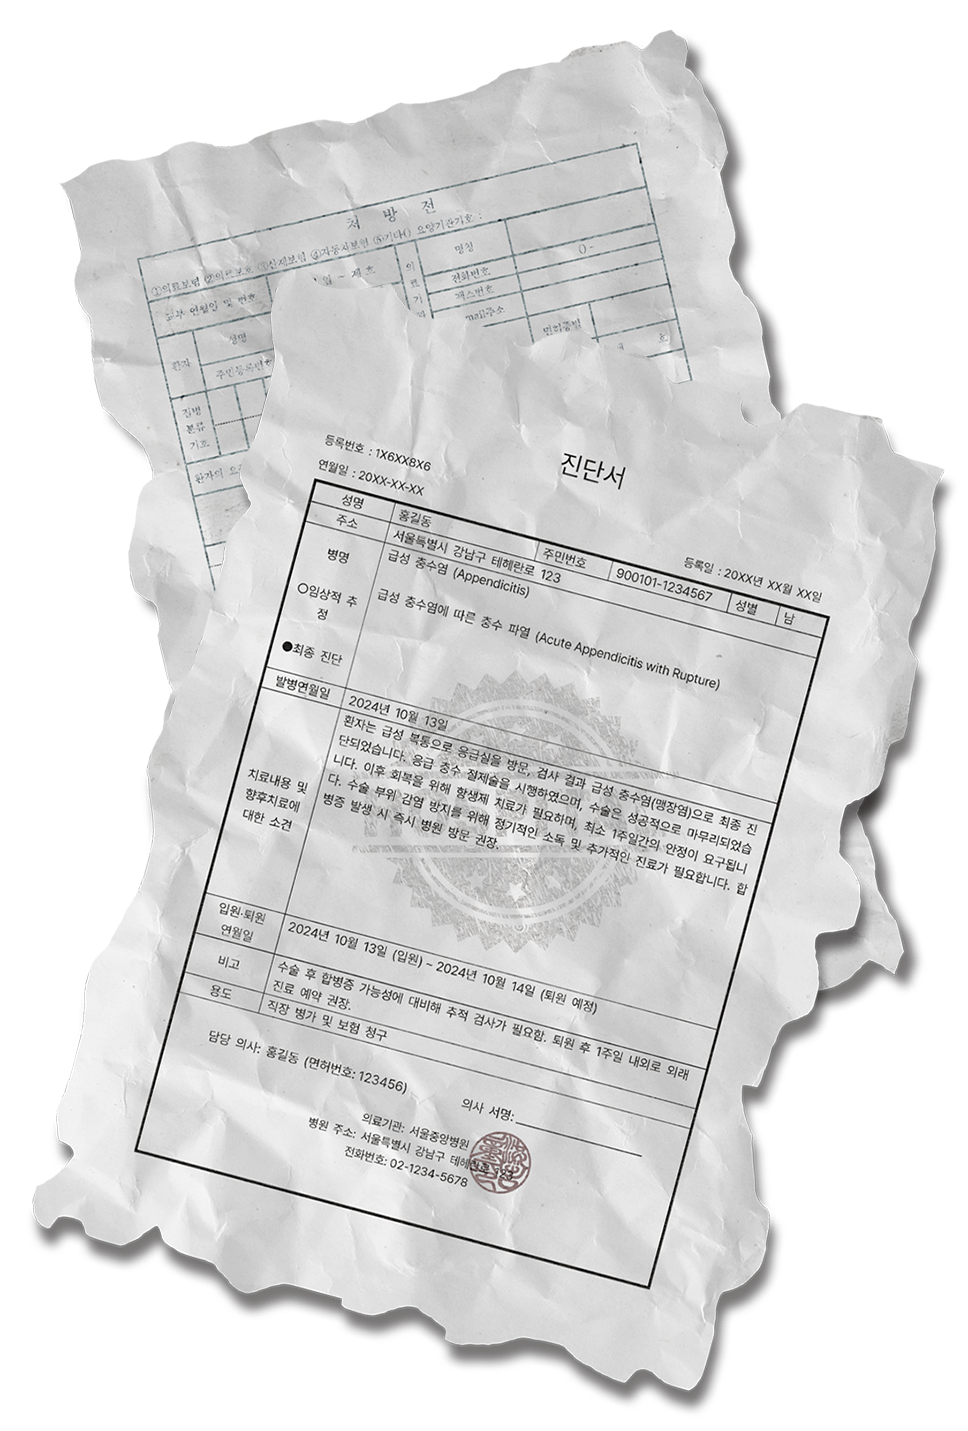 처 방 전
①의료보험 ②의료보호 ③산재보험 ④자동차보험 ⑤기타( ) 요양기관기호 :
교부 연월일 및 번호
일 - 제 호
의
료
기
명칭
0-
전화번호
팩스번호
mail주소
환자
성명
주민등록번호
면허종별
호
질병
분류
기호
환자의 요
진단서
등록번호 : 1X6XX8X6
연월일 : 20XX-XX-XX
등록일 : 20XX년 XX월 XX일
성명 홍길동 주민번호 900101-1234567 성별 남
주소 서울특별시 강남구 테헤란로 123
병명 급성 충수염 (Appendicitis)
○임상적 추
정
급성 충수염에 따른 충수 파열 (Acute Appendicitis with Rupture)
●최종 진단
발병연월일 2024년 10월 13일
치료내용 및
향후치료에
대한 소견
환자는 급성 복통으로 응급실을 방문, 검사 결과 급성 충수염(맹장염)으로 최종 진
단되었습니다. 응급 충수 절제술을 시행하였으며, 수술은 성공적으로 마무리되었습
니다. 이후 회복을 위해 항생제 치료가 필요하며, 최소 1주일간의 안정이 요구됩니
다. 수술 부위 감염 방지를 위해 정기적인 소독 및 추가적인 진료가 필요합니다. 합
병증 발생 시 즉시 병원 방문 권장.
입원·퇴원
연월일
2024년 10월 13일 (입원) ~ 2024년 10월 14일 (퇴원 예정)
비고
수술 후 합병증 가능성에 대비해 추적 검사가 필요함. 퇴원 후 1주일 내외로 외래
진료 예약 권장.
용도 직장 병가 및 보험 청구
담당 의사: 홍길동 (면허번호: 123456)
의사 서명:
의료기관: 서울중앙병원
병원 주소: 서울특별시 강남구 테헤란로 123
전화번호: 02-1234-5678